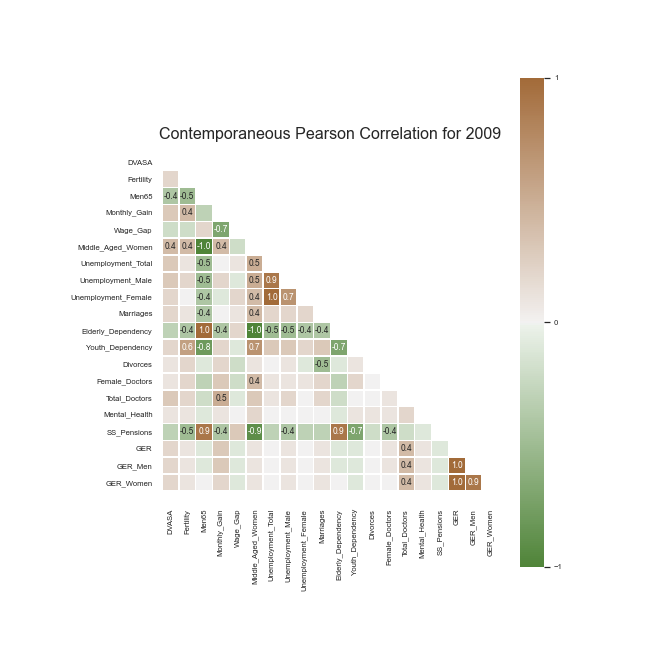 Contemporaneous Pearson Correlation for 2009
DVASA
Fertility
Men65 -0.4 -0.5
Monthly_Gain 0.4
Wage_Gap -0.7
Middle_Aged_Women 0.4 0.4 -1.0 0.4
Unemployment_Total -0.5 0.5
Unemployment_Male -0.5 0.5 0.9
Unemployment_Female -0.4 0.4 1.0 0.7
Marriages -0.4 0.4
Elderly_Dependency -0.4 1.0 -0.4 -1.0 -0.5 -0.5 -0.4 -0.4
Youth_Dependency 0.6 -0.8 0.7 -0.7
Divorces -0.5
Female_Doctors 0.4
Total_Doctors 0.5
Mental_Health
SS_Pensions -0.5 0.9 -0.4 -0.9 -0.4 0.9 -0.7 -0.4
GER 0.4
GER_Men 0.4 1.0
GER_Women 0.4 1.0 0.9
DVASA
Fertility
Men65
Monthly_Gain
Wage_Gap
Middle_Aged_Women
Unemployment_Total
Unemployment_Male
Unemployment_Female
Marriages
Elderly_Dependency
Youth_Dependency
Divorces
Female_Doctors
Total_Doctors
Mental_Health
SS_Pensions
GER
GER_Men
GER_Women
1
0
−1